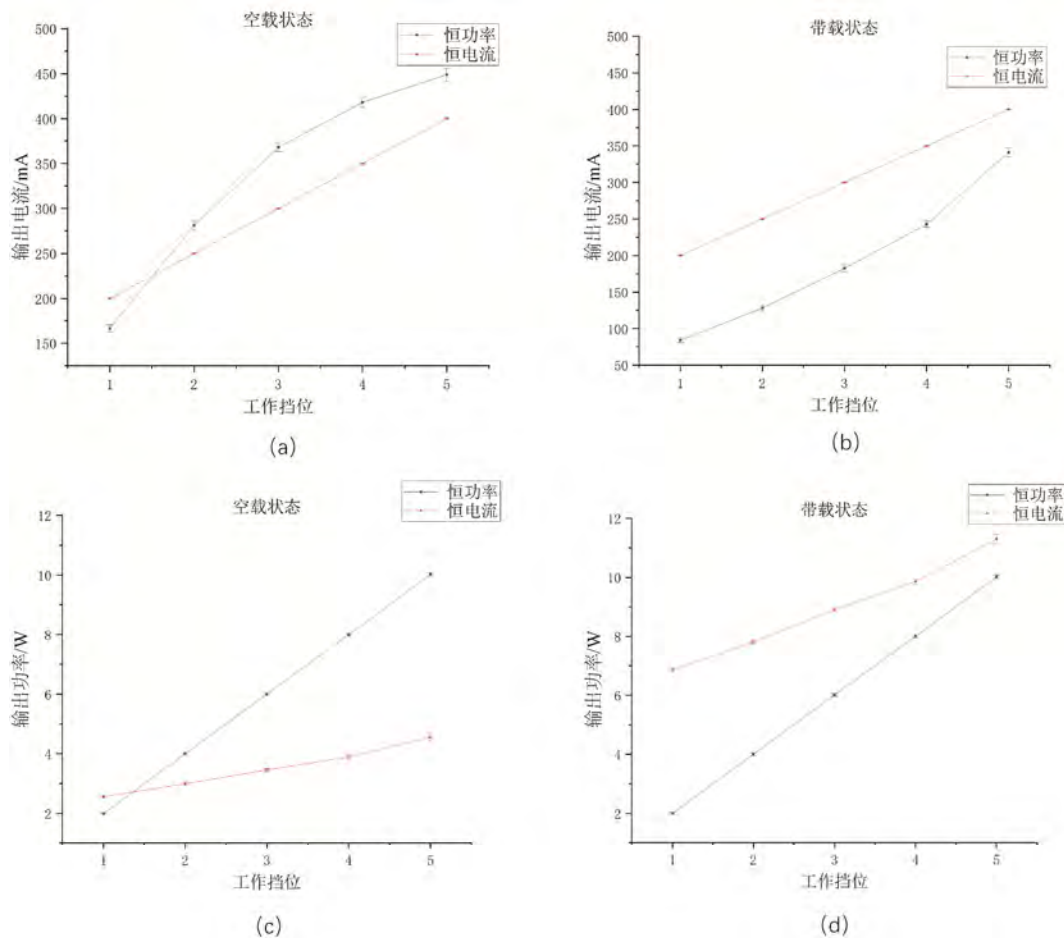 空载状态
恒功率
恒电流
500
450
400
350
300
250
200
150
输出电流/mA
1 2 3 4 5
工作挡位
(a)
带载状态
恒功率
恒电流
500
450
400
350
300
250
200
150
100
50
输出电流/mA
1 2 3 4 5
工作挡位
(b)
空载状态
恒功率
恒电流
12
10
8
6
4
2
输出功率/W
1 2 3 4 5
工作挡位
(c)
带载状态
恒功率
恒电流
12
10
8
6
4
2
输出功率/W
1 2 3 4 5
工作挡位
(d)